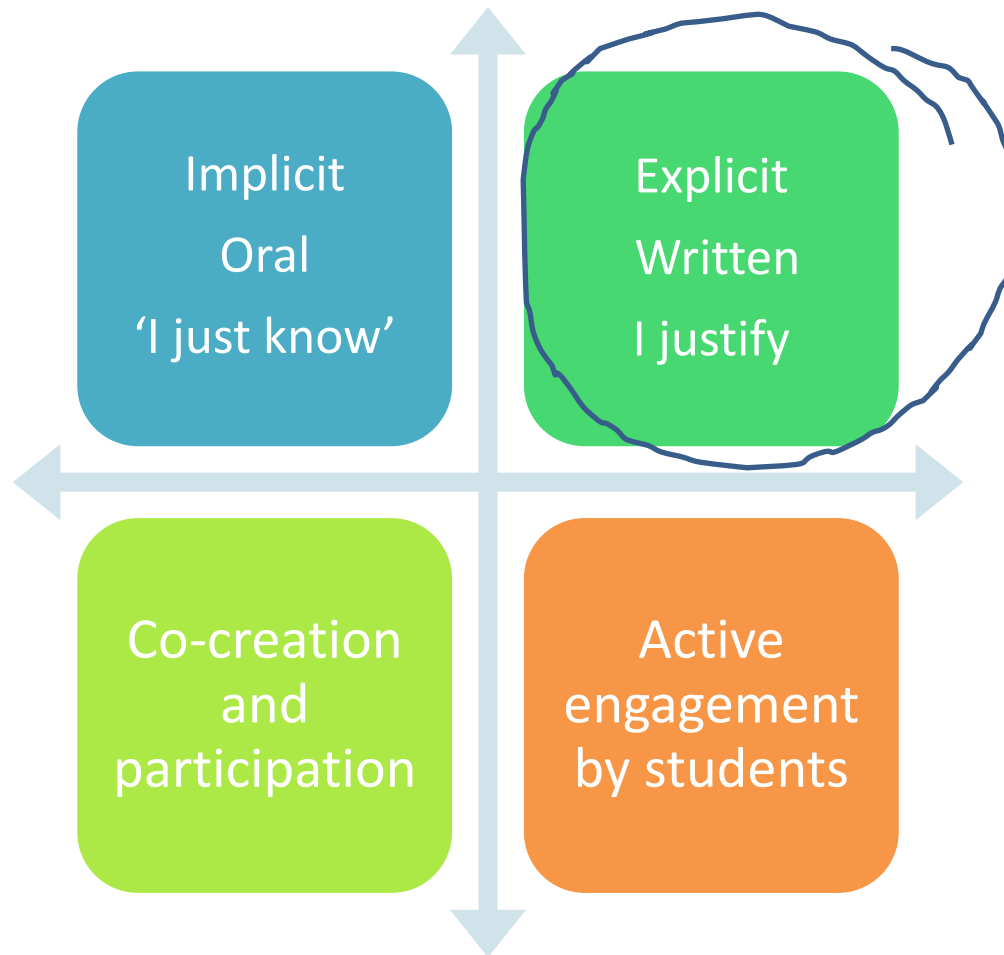 Implicit
Oral
‘I just know’
Explicit
Written
I justify
Co-creation
and
participation
Active
engagement
by students